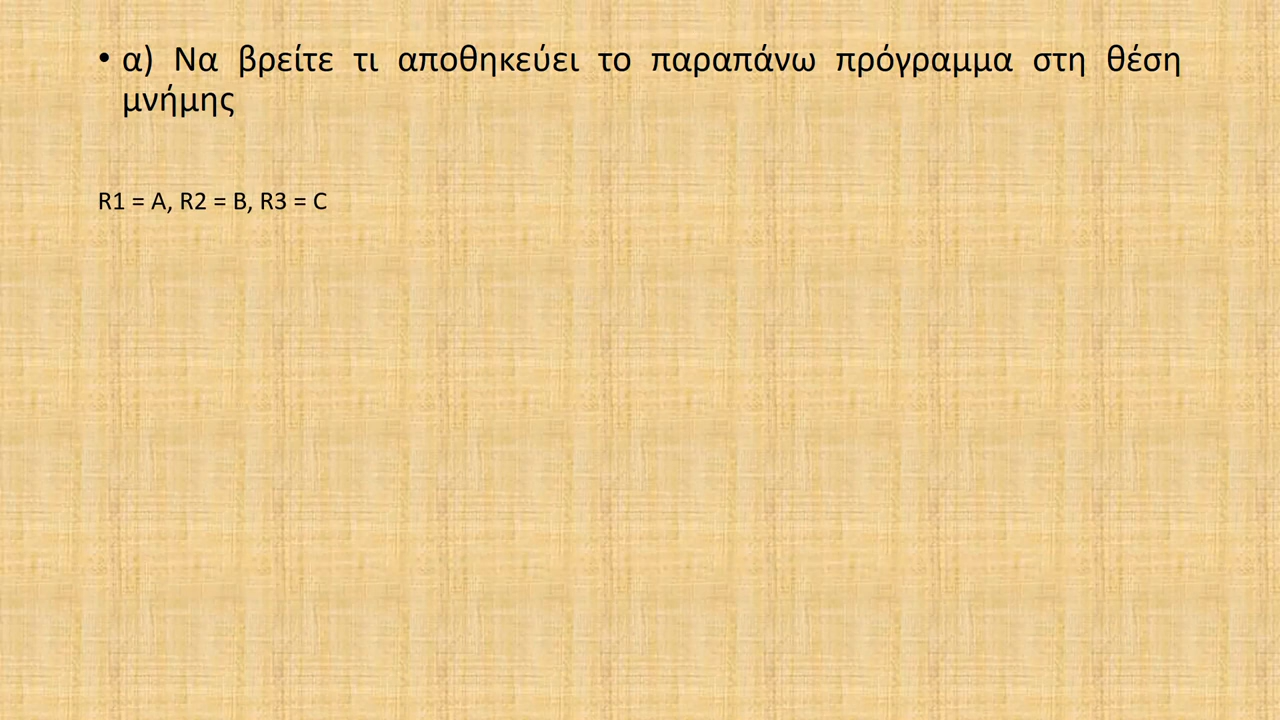 • α) Να βρείτε τι αποθηκεύει το παραπάνω πρόγραμμα στη θέση
μνήμης
R1 = A, R2 = B, R3 = C